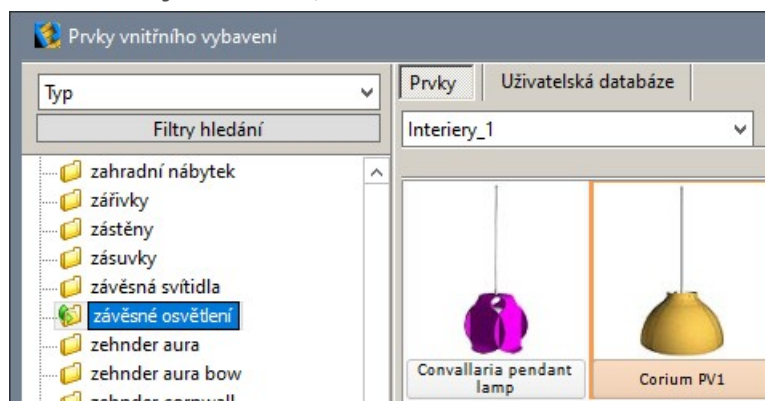 Prvky vnitřního vybavení
Typ
Filtry hledání
zahradní nábytek
zářivky
zástěny
zásuvky
závěsná svítidla
závěsné osvětlení
zehnder aura
zehnder aura bow
Prvky
Uživatelská databáze
Interiery_1
Convallaria pendant
lamp
Corium PV1